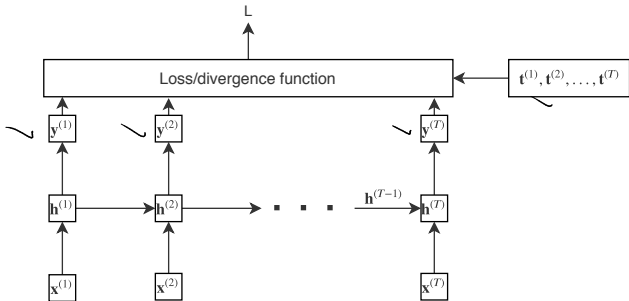 L
Loss/divergence function
t^{(1)}, t^{(2)}, ..., t^{(T)}
y^{(1)} y^{(2)} y^{(T)}
h^{(T−1)}
h^{(1)} h^{(2)} . . . h^{(T)}
x^{(1)} x^{(2)} x^{(T)}